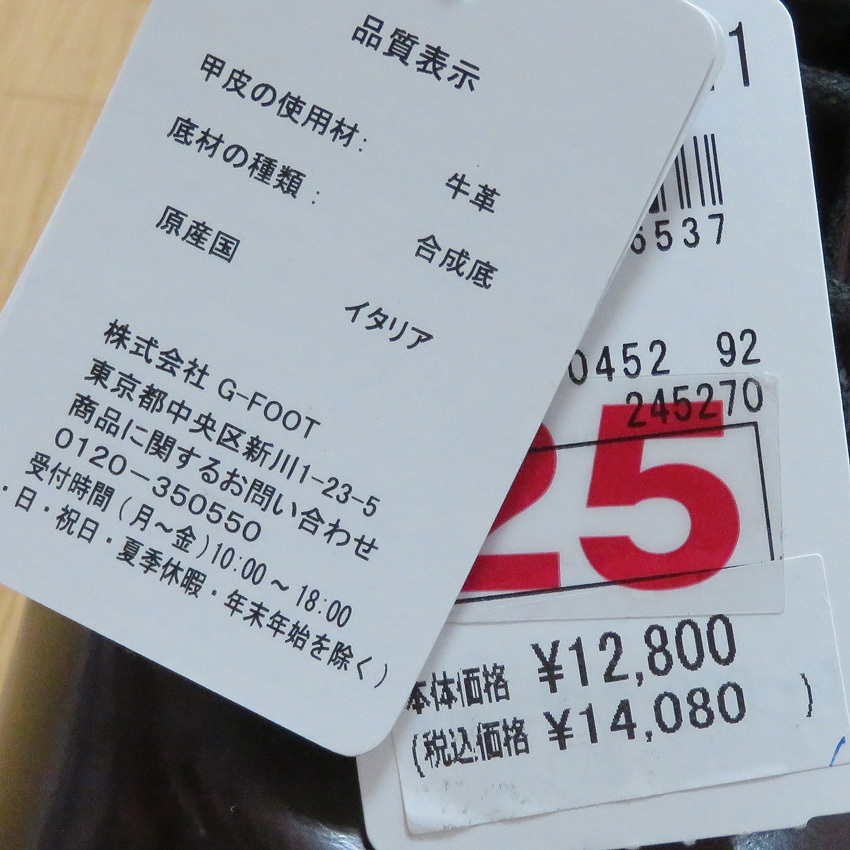 品質表示
甲皮の使用材:
牛革
底材の種類:
合成底
原産国
イタリア
株式会社 G-FOOT
東京都中央区新川1-23-5
商品に関するお問い合わせ
0120-350550
受付時間(月~金)10:00~18:00
・日・祝日・夏季休暇・年末年始を除く)
1
6537
0452 92
245270
25
本体価格 ¥12,800
(税込価格 ¥14,080 )